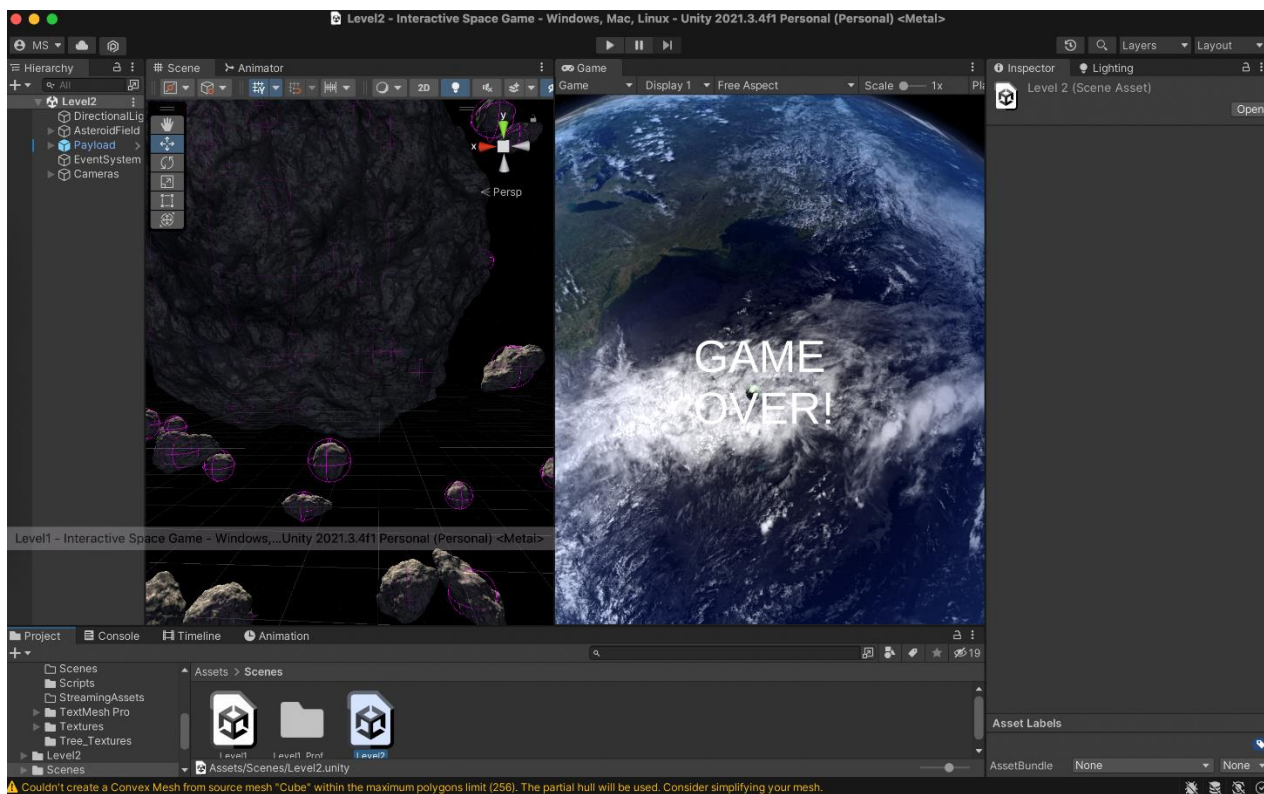 Level2 - Interactive Space Game - Windows, Mac, Linux - Unity 2021.3.4f1 Personal (Personal) <Metal>
MS
Layers
Layout
Hierarchy
All
Level2
DirectionalLig
AsteroidField
Payload
EventSystem
Cameras
Scene
Animator
2D
y
x
Persp
Level1 - Interactive Space Game - Windows,...Unity 2021.3.4f1 Personal (Personal) <Metal>
Game
Game
Display 1
Free Aspect
Scale
1x
Pl
GAME
OVER!
Inspector
Lighting
Level 2 (Scene Asset)
Open
Project
Console
Timeline
Animation
19
Scenes
Scripts
StreamingAssets
TextMesh Pro
Textures
Tree_Textures
Level2
Scenes
Assets > Scenes
Level1
Level1_Prof
Level2
Assets/Scenes/Level2.unity
Asset Labels
AssetBundle
None
None
Couldn't create a Convex Mesh from source mesh "Cube" within the maximum polygons limit (256). The partial hull will be used. Consider simplifying your mesh.